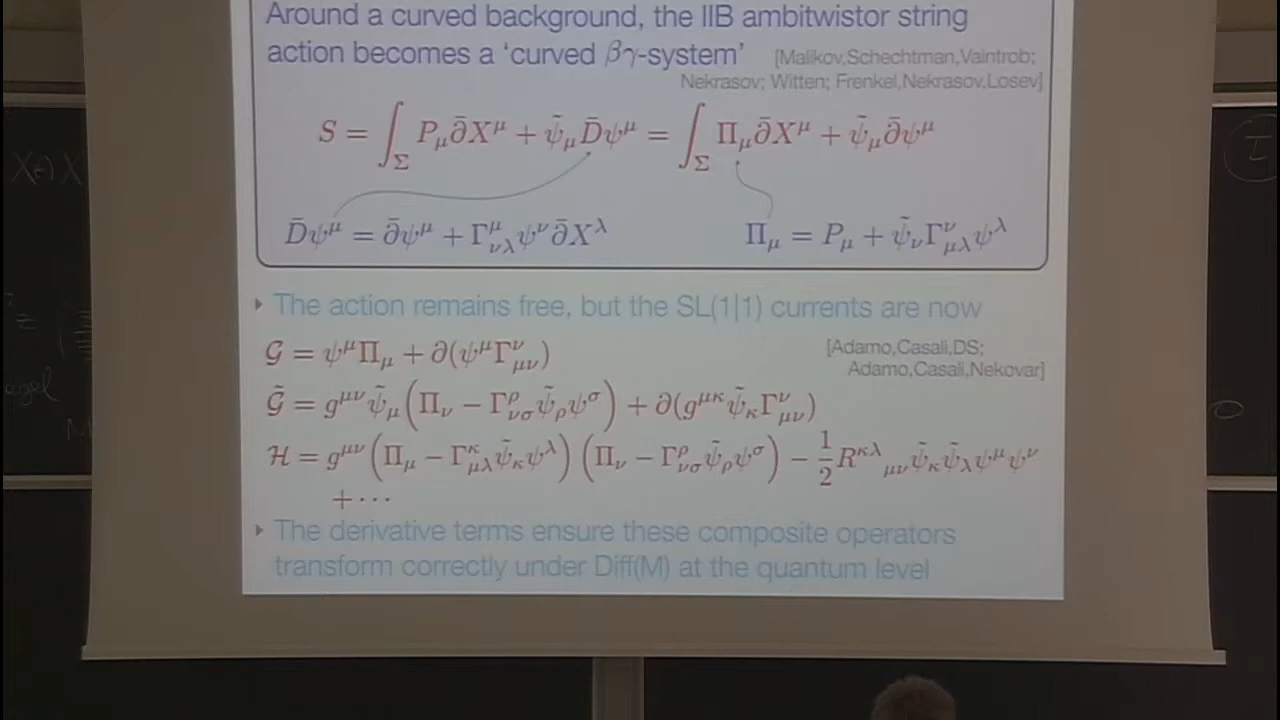 Around a curved background, the IIB ambitwistor string
action becomes a 'curved βγ-system' [Malikov,Schechtman,Vaintrob;
Nekrasov; Witten; Frenkel,Nekrasov,Losev]
S = ∫_Σ P_μ ∂̄X^μ + ψ̃_μ D̄ψ^μ = ∫_Σ Π_μ ∂̄X^μ + ψ̃_μ ∂̄ψ^μ
D̄ψ^μ = ∂̄ψ^μ + Γ^μ_{νλ} ψ^ν ∂̄X^λ Π_μ = P_μ + ψ̃_ν Γ^ν_{μλ} ψ^λ
‣ The action remains free, but the SL(1|1) currents are now
𝒢 = ψ^μ Π_μ + ∂(ψ^μ Γ^ν_{μν}) [Adamo,Casali,DS;
Adamo,Casali,Nekovar]
𝒢̃ = g^{μν} ψ̃_μ (Π_ν − Γ^ρ_{νσ} ψ̃_ρ ψ^σ) + ∂(g^{μκ} ψ̃_κ Γ^ν_{μν})
ℋ = g^{μν} (Π_μ − Γ^κ_{μλ} ψ̃_κ ψ^λ) (Π_ν − Γ^ρ_{νσ} ψ̃_ρ ψ^σ) − 1/2 R^{κλ}_{μν} ψ̃_κ ψ̃_λ ψ^μ ψ^ν
+ ⋯
‣ The derivative terms ensure these composite operators
transform correctly under Diff(M) at the quantum level